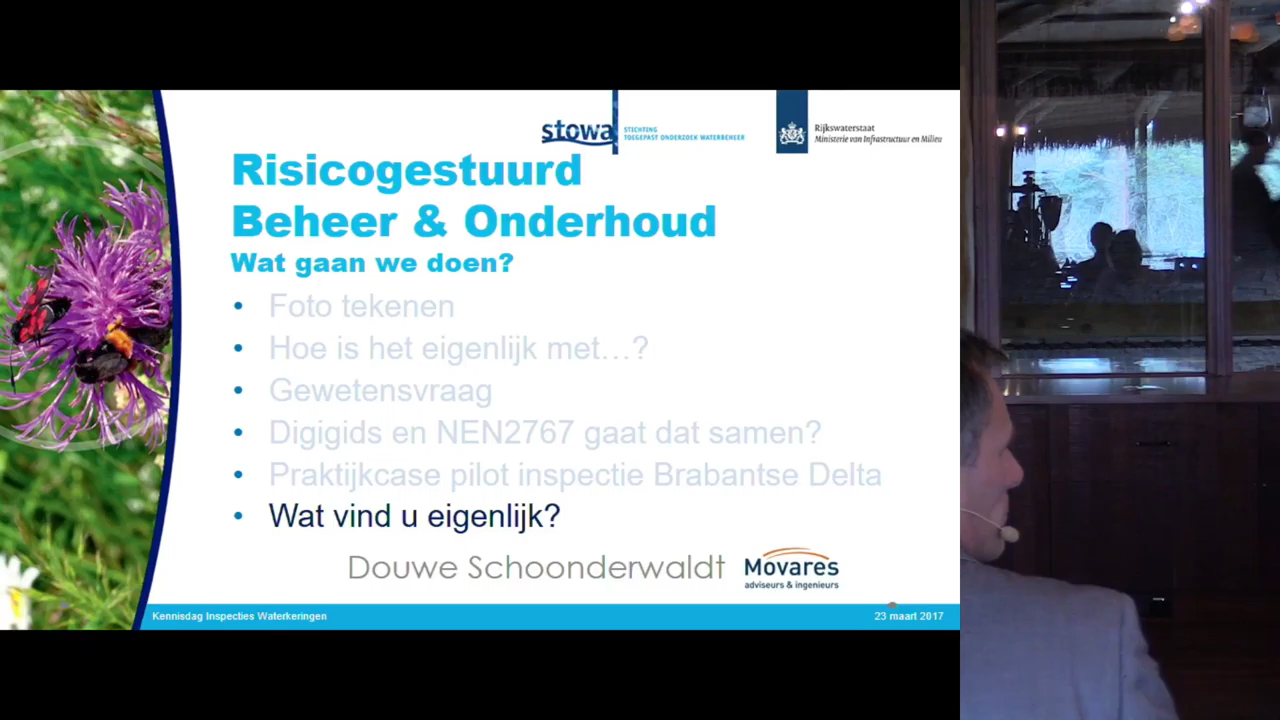 stowa
STICHTING
TOEGEPAST ONDERZOEK WATERBEHEER
Rijkswaterstaat
Ministerie van Infrastructuur en Milieu
Risicogestuurd
Beheer & Onderhoud
Wat gaan we doen?
• Foto tekenen
• Hoe is het eigenlijk met...?
• Gewetensvraag
• Digigids en NEN2767 gaat dat samen?
• Praktijkcase pilot inspectie Brabantse Delta
• Wat vind u eigenlijk?
Douwe Schoonderwaldt
Movares
adviseurs & ingenieurs
Kennisdag Inspecties Waterkeringen
23 maart 2017